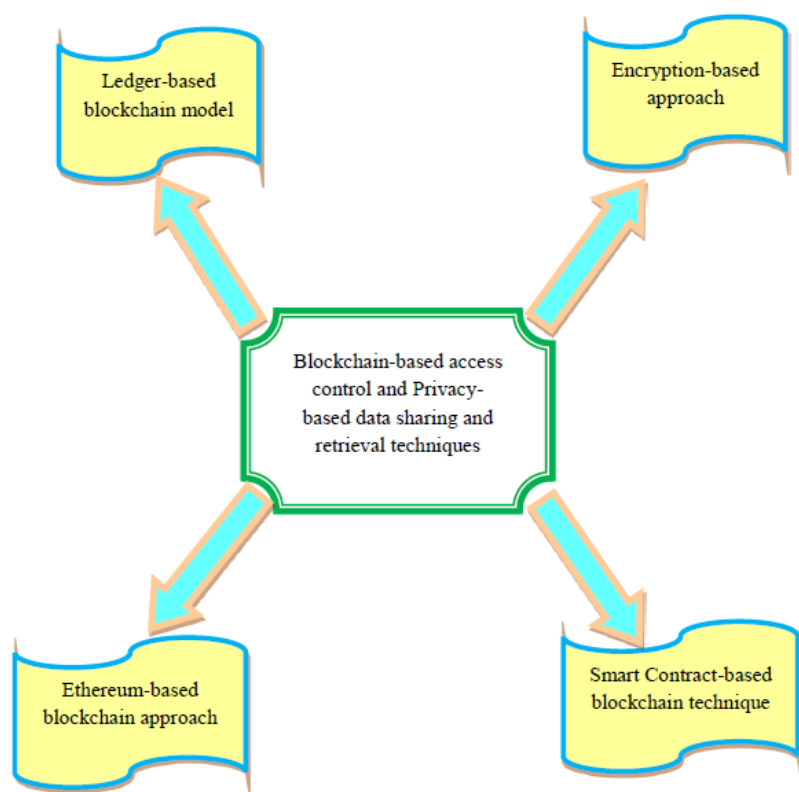 Ledger-based
blockchain model
Encryption-based
approach
Blockchain-based access
control and Privacy-
based data sharing and
retrieval techniques
Ethereum-based
blockchain approach
Smart Contract-based
blockchain technique